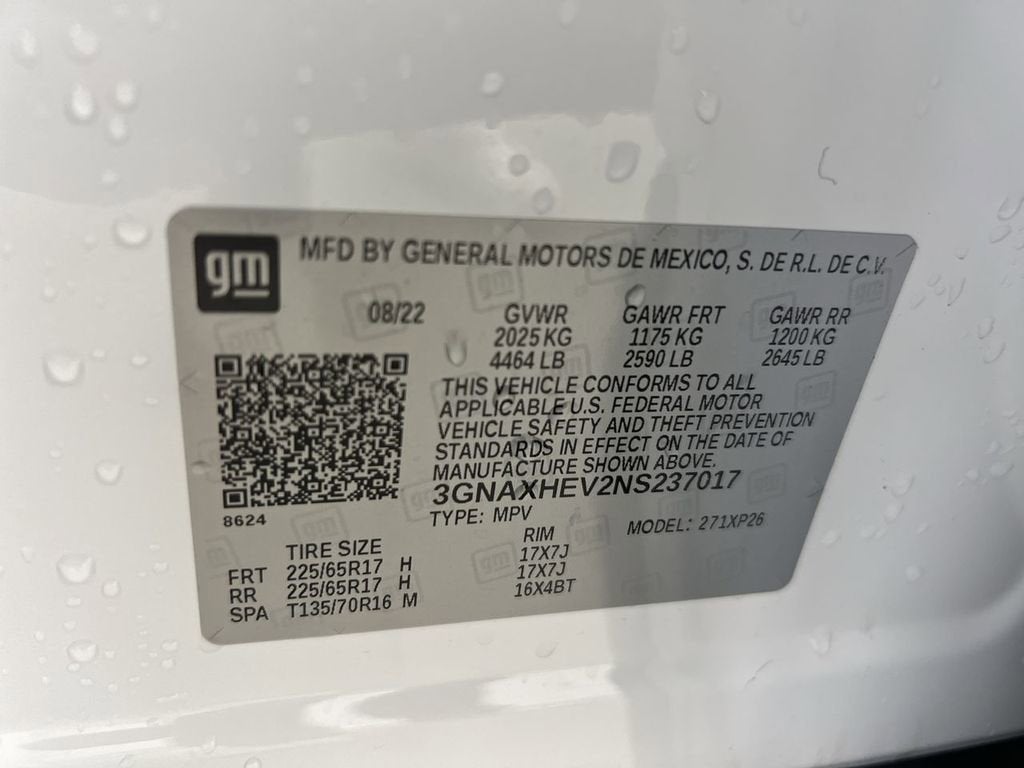 gm MFD BY GENERAL MOTORS DE MEXICO, S. DE R.L. DE C.V.
08/22 GVWR GAWR FRT GAWR RR
2025 KG 1175 KG 1200 KG
4464 LB 2590 LB 2645 LB
THIS VEHICLE CONFORMS TO ALL
APPLICABLE U.S. FEDERAL MOTOR
VEHICLE SAFETY AND THEFT PREVENTION
STANDARDS IN EFFECT ON THE DATE OF
MANUFACTURE SHOWN ABOVE.
3GNAXHEV2NS237017
8624 TYPE: MPV MODEL: 271XP26
TIRE SIZE RIM
FRT 225/65R17 H 17X7J
RR 225/65R17 H 17X7J
SPA T135/70R16 M 16X4BT